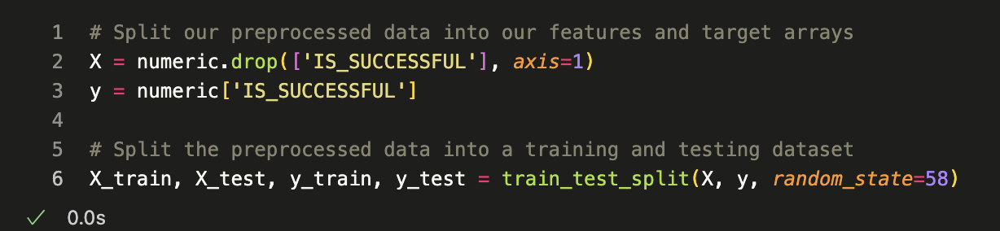 1 # Split our preprocessed data into our features and target arrays
2 X = numeric.drop(['IS_SUCCESSFUL'], axis=1)
3 y = numeric['IS_SUCCESSFUL']
4
5 # Split the preprocessed data into a training and testing dataset
6 X_train, X_test, y_train, y_test = train_test_split(X, y, random_state=58)
✓ 0.0s